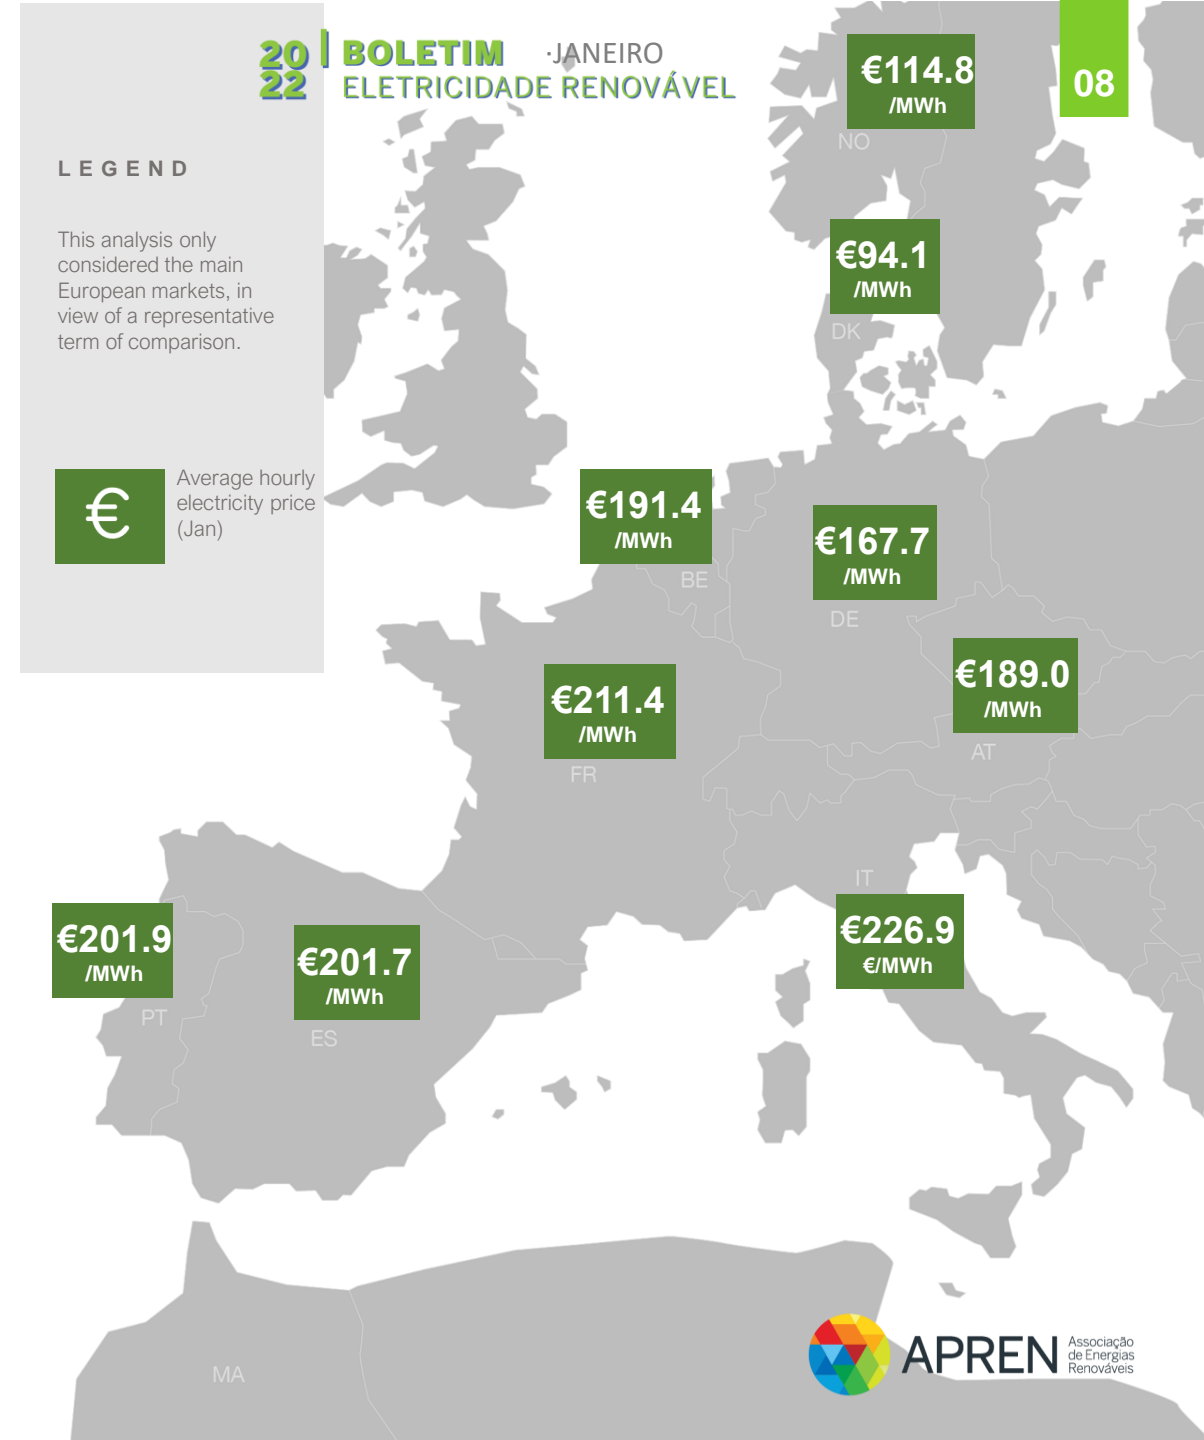 20
22
BOLETIM ·JANEIRO
ELETRICIDADE RENOVÁVEL
08
LEGEND
This analysis only
considered the main
European markets, in
view of a representative
term of comparison.
€
Average hourly
electricity price
(Jan)
€114.8
/MWh
NO
€94.1
/MWh
DK
€191.4
/MWh
BE
€167.7
/MWh
DE
€189.0
/MWh
AT
€211.4
/MWh
FR
IT
€226.9
€/MWh
€201.9
/MWh
PT
€201.7
/MWh
ES
MA
APREN
Associação
de Energias
Renováveis